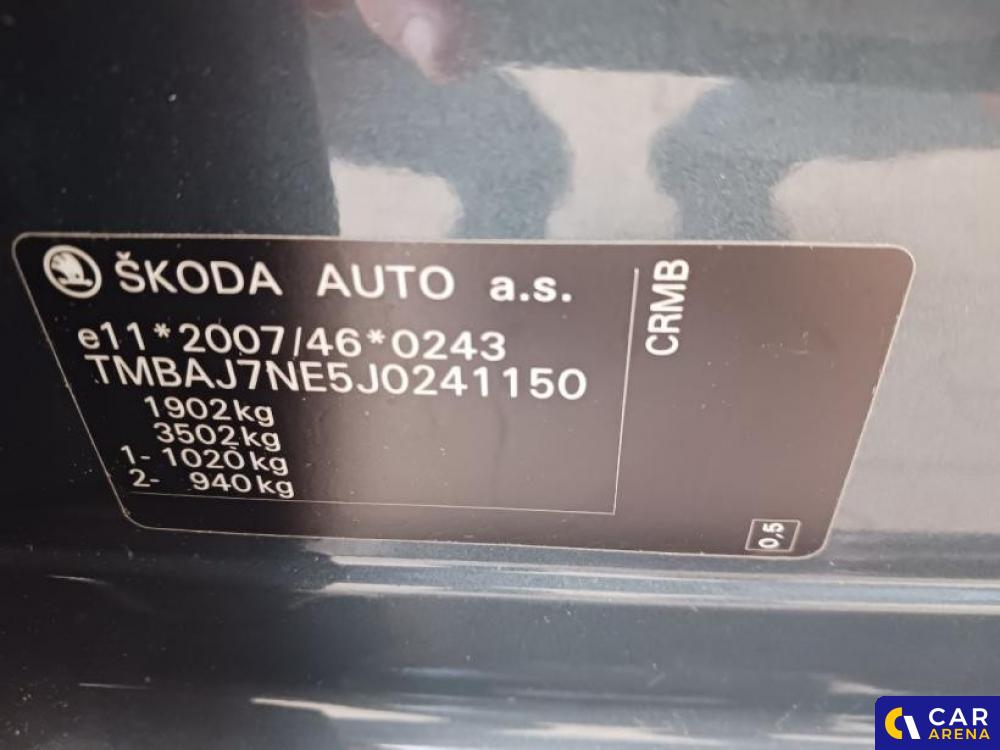 ŠKODA AUTO a.s.
e11*2007/46*0243
TMBAJ7NE5J0241150
1902kg
3502kg
1- 1020kg
2- 940kg
CRMB
0,5
CAR
ARENA